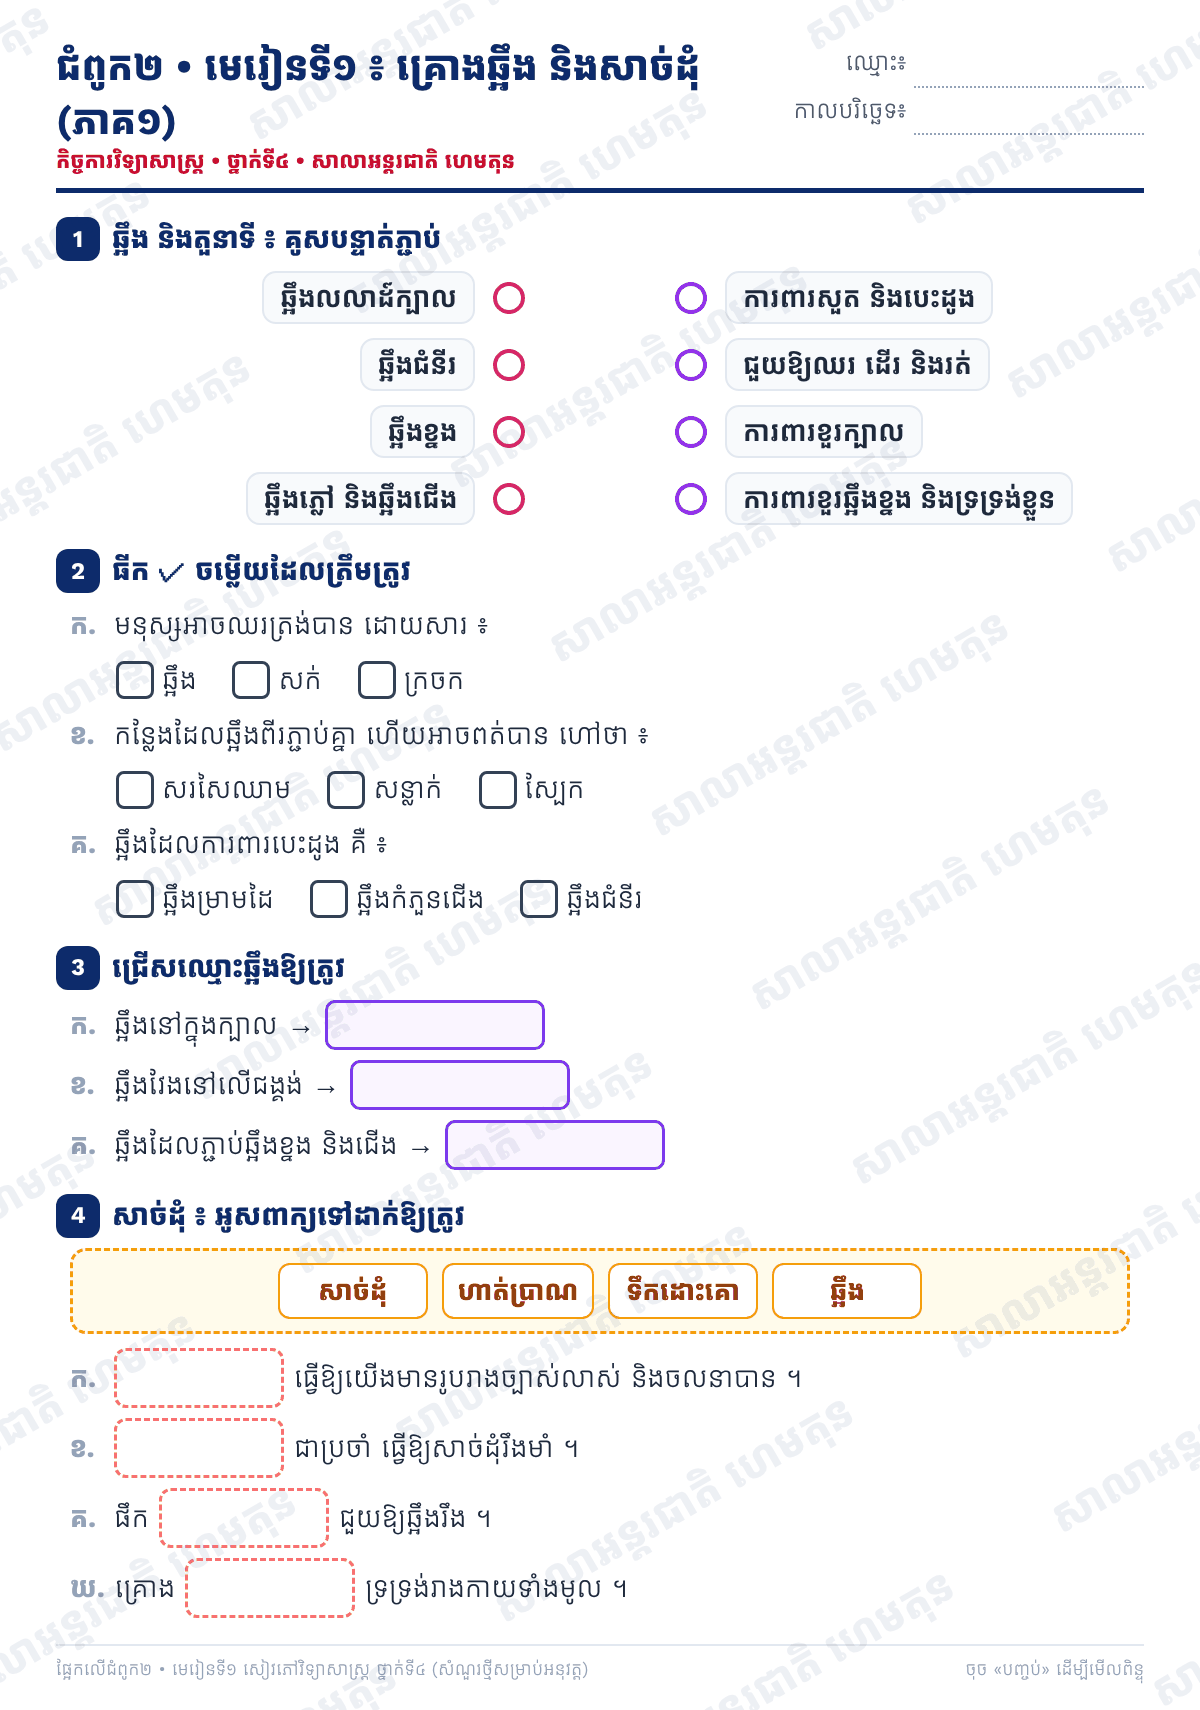 ជំពូក២ • មេរៀនទី១ ៖ គ្រោងឆ្អឹង និងសាច់ដុំ
(ភាគ១)
កិច្ចការវិទ្យាសាស្ត្រ • ថ្នាក់ទី៤ • សាលាអន្តរជាតិ ហេមតុន
ឈ្មោះ៖
កាលបរិច្ឆេទ៖
1 ឆ្អឹង និងតួនាទី ៖ គូសបន្ទាត់ភ្ជាប់
ឆ្អឹងលលាដ៍ក្បាល ការពារសួត និងបេះដូង
ឆ្អឹងជំនីរ ជួយឱ្យឈរ ដើរ និងរត់
ឆ្អឹងខ្នង ការពារខួរក្បាល
ឆ្អឹងភ្លៅ និងឆ្អឹងជើង ការពារខួរឆ្អឹងខ្នង និងទ្រទ្រង់ខ្លួន
2 ធីក ✓ ចម្លើយដែលត្រឹមត្រូវ
ក. មនុស្សអាចឈរត្រង់បាន ដោយសារ ៖
ឆ្អឹង សក់ ក្រចក
ខ. កន្លែងដែលឆ្អឹងពីរភ្ជាប់គ្នា ហើយអាចពត់បាន ហៅថា ៖
សរសៃឈាម សន្លាក់ ស្បែក
គ. ឆ្អឹងដែលការពារបេះដូង គឺ ៖
ឆ្អឹងម្រាមដៃ ឆ្អឹងកំភួនជើង ឆ្អឹងជំនីរ
3 ជ្រើសឈ្មោះឆ្អឹងឱ្យត្រូវ
ក. ឆ្អឹងនៅក្នុងក្បាល →
ខ. ឆ្អឹងវែងនៅលើជង្គង់ →
គ. ឆ្អឹងដែលភ្ជាប់ឆ្អឹងខ្នង និងជើង →
4 សាច់ដុំ ៖ អូសពាក្យទៅដាក់ឱ្យត្រូវ
សាច់ដុំ ហាត់ប្រាណ ទឹកដោះគោ ឆ្អឹង
ក. ធ្វើឱ្យយើងមានរូបរាងច្បាស់លាស់ និងចលនាបាន ។
ខ. ជាប្រចាំ ធ្វើឱ្យសាច់ដុំរឹងមាំ ។
គ. ផឹក ជួយឱ្យឆ្អឹងរឹង ។
ឃ. គ្រោង ទ្រទ្រង់រាងកាយទាំងមូល ។
ផ្អែកលើជំពូក២ • មេរៀនទី១ សៀវភៅវិទ្យាសាស្ត្រ ថ្នាក់ទី៤ (សំណួរថ្មីសម្រាប់អនុវត្ត)
ចុច «បញ្ចប់» ដើម្បីមើលពិន្ទុ